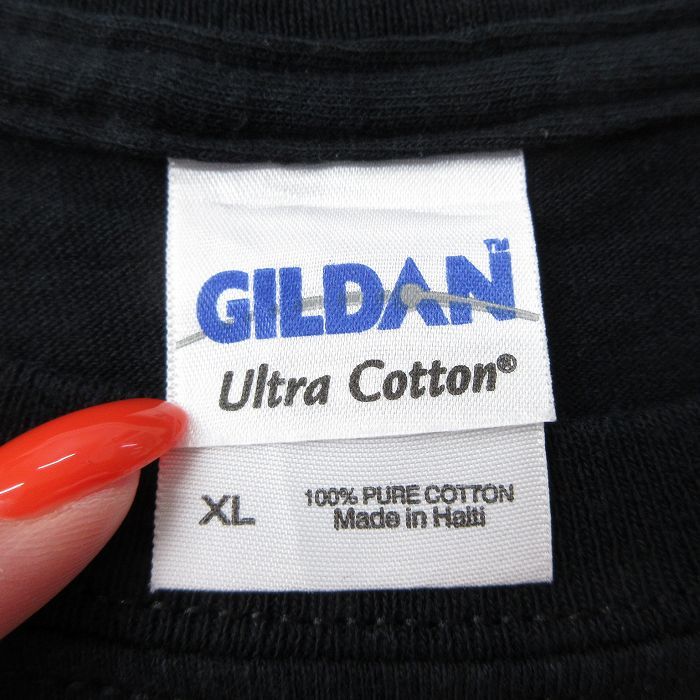 GILDAN™
Ultra Cotton®
XL
100% PURE COTTON
Made in Haiti